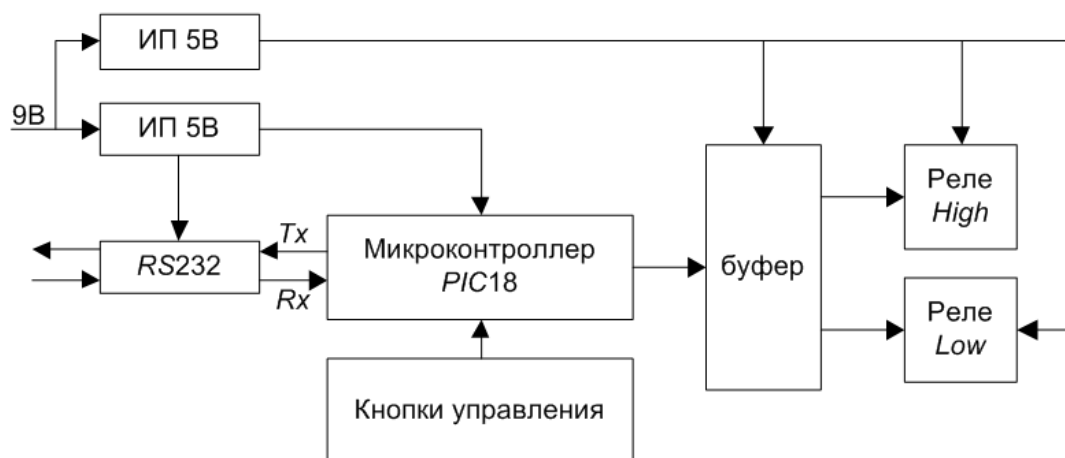 ИП 5В
9В
ИП 5В
Реле
High
Tx
Микроконтроллер
PIC18
RS232
Rx
буфер
Реле
Low
Кнопки управления